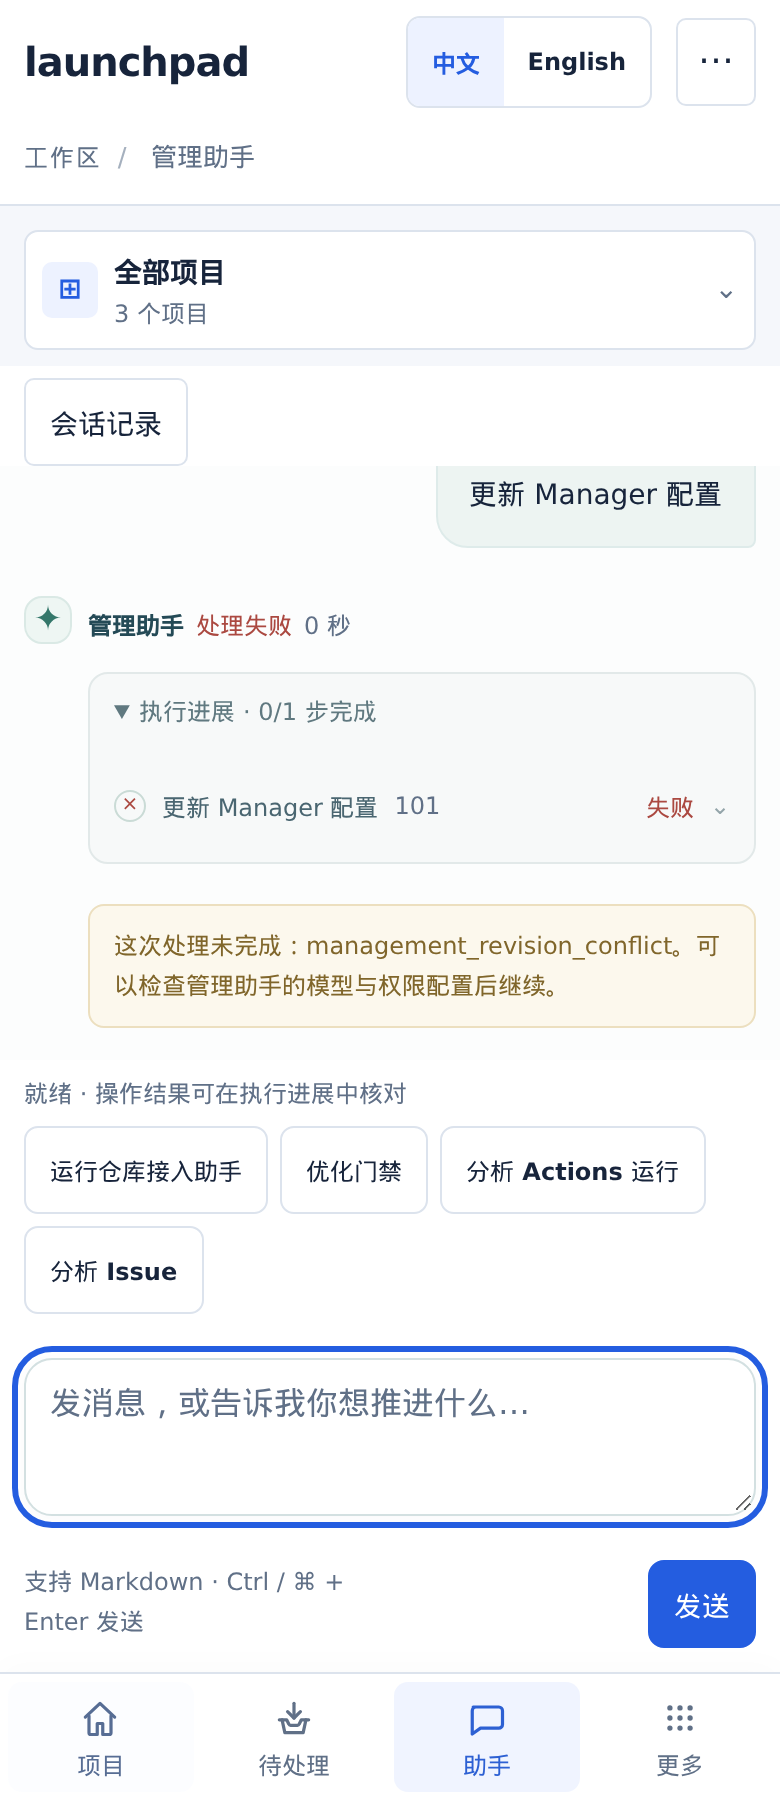 launchpad
中文 English ...
工作区 / 管理助手
全部项目
3 个项目
会话记录
更新 Manager 配置
管理助手 处理失败 0 秒
▼ 执行进展 · 0/1 步完成
更新 Manager 配置 101 失败
这次处理未完成：management_revision_conflict。可
以检查管理助手的模型与权限配置后继续。
就绪 · 操作结果可在执行进展中核对
运行仓库接入助手 优化门禁 分析 Actions 运行
分析 Issue
发消息，或告诉我你想推进什么...
支持 Markdown · Ctrl / ⌘ +
Enter 发送
发送
项目 待处理 助手 更多